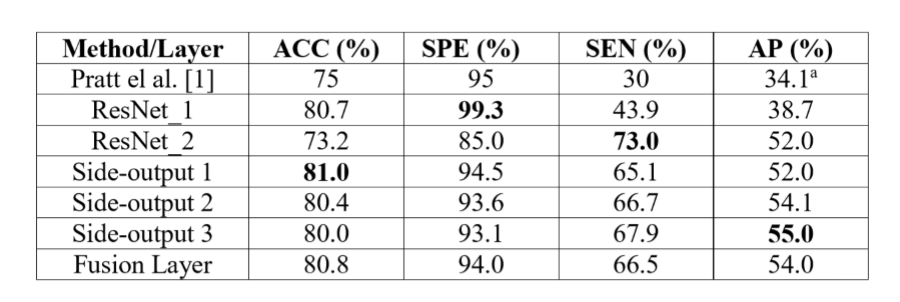 Method/Layer ACC (%) SPE (%) SEN (%) AP (%)
Pratt el al. [1] 75 95 30 34.1ª
ResNet_1 80.7 99.3 43.9 38.7
ResNet_2 73.2 85.0 73.0 52.0
Side-output 1 81.0 94.5 65.1 52.0
Side-output 2 80.4 93.6 66.7 54.1
Side-output 3 80.0 93.1 67.9 55.0
Fusion Layer 80.8 94.0 66.5 54.0